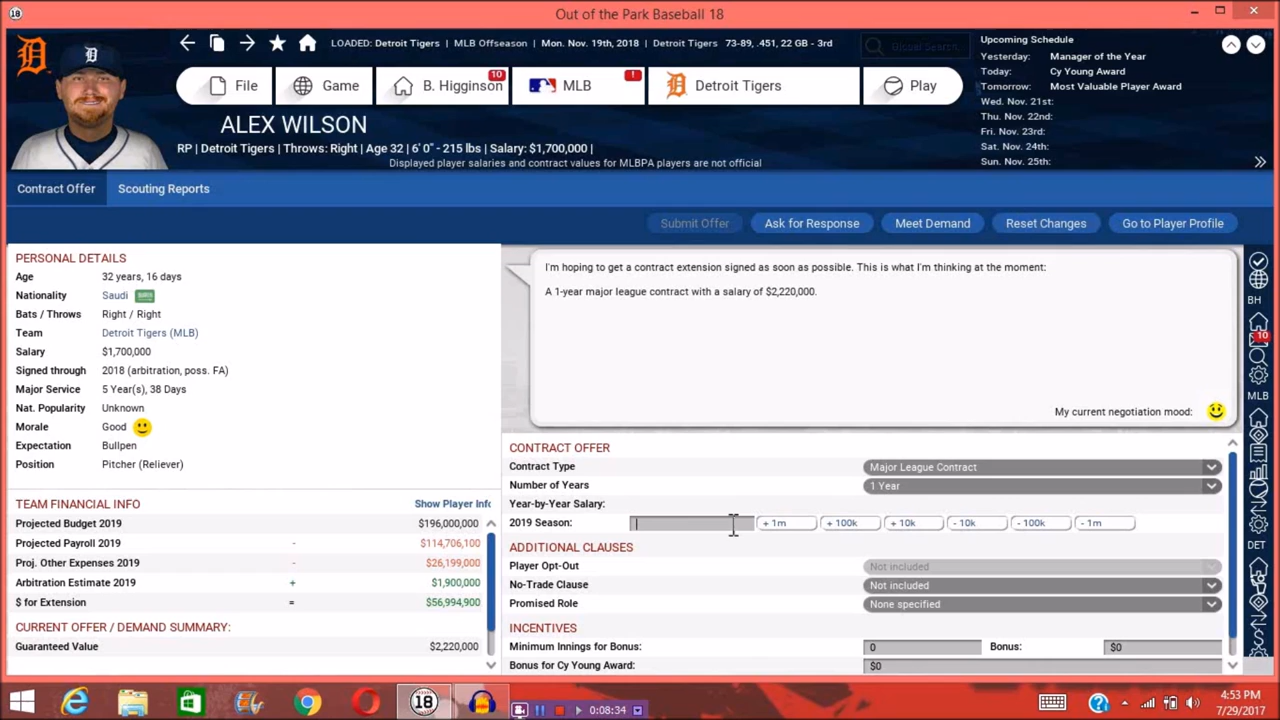 18
Out of the Park Baseball 18
LOADED: Detroit Tigers | MLB Offseason | Mon. Nov. 19th, 2018 | Detroit Tigers 73-89, .451, 22 GB - 3rd
Global Search
File
Game
B. Higginson
10
MLB
!
Detroit Tigers
Play
Upcoming Schedule
Yesterday: Manager of the Year
Today: Cy Young Award
Tomorrow: Most Valuable Player Award
Wed. Nov. 21st:
Thu. Nov. 22nd:
Fri. Nov. 23rd:
Sat. Nov. 24th:
Sun. Nov. 25th:
ALEX WILSON
RP | Detroit Tigers | Throws: Right | Age 32 | 6' 0" - 215 lbs | Salary: $1,700,000 |
Displayed player salaries and contract values for MLBPA players are not official
Contract Offer
Scouting Reports
Submit Offer
Ask for Response
Meet Demand
Reset Changes
Go to Player Profile
PERSONAL DETAILS
Age 32 years, 16 days
Nationality Saudi
Bats / Throws Right / Right
Team Detroit Tigers (MLB)
Salary $1,700,000
Signed through 2018 (arbitration, poss. FA)
Major Service 5 Year(s), 38 Days
Nat. Popularity Unknown
Morale Good
Expectation Bullpen
Position Pitcher (Reliever)
TEAM FINANCIAL INFO
Show Player Info
Projected Budget 2019 $196,000,000
Projected Payroll 2019 - $114,706,100
Proj. Other Expenses 2019 - $26,199,000
Arbitration Estimate 2019 + $1,900,000
$ for Extension = $56,994,900
CURRENT OFFER / DEMAND SUMMARY:
Guaranteed Value $2,220,000
I'm hoping to get a contract extension signed as soon as possible. This is what I'm thinking at the moment:
A 1-year major league contract with a salary of $2,220,000.
My current negotiation mood:
CONTRACT OFFER
Contract Type Major League Contract
Number of Years 1 Year
Year-by-Year Salary:
2019 Season: + 1m + 100k + 10k - 10k - 100k - 1m
ADDITIONAL CLAUSES
Player Opt-Out Not included
No-Trade Clause Not included
Promised Role None specified
INCENTIVES
Minimum Innings for Bonus: 0 Bonus: $0
Bonus for Cy Young Award: $0
BH
10
MLB
DET
18
0:08:34
4:53 PM
7/29/2017